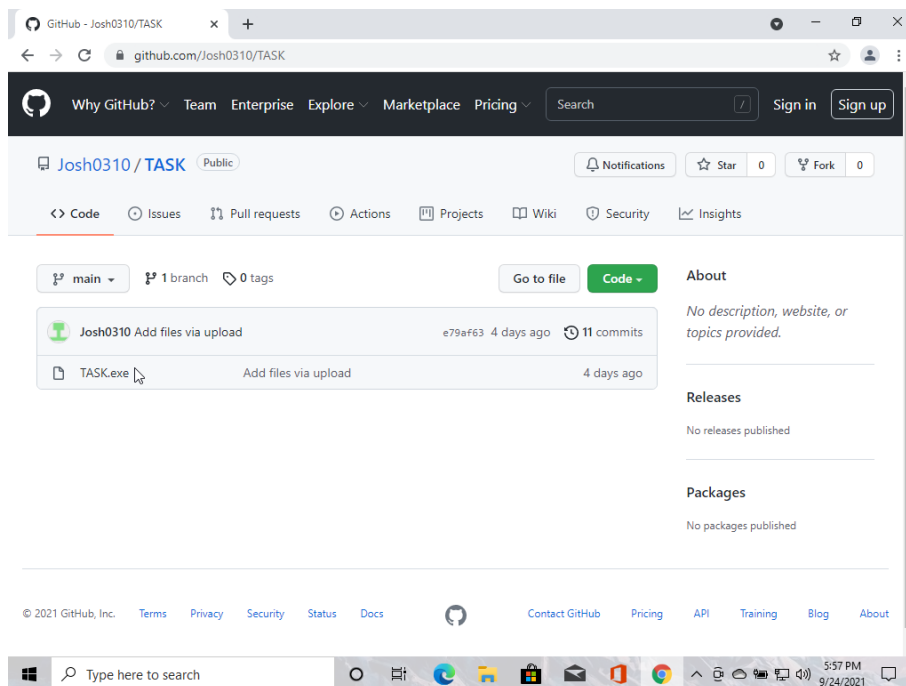 GitHub - Josh0310/TASK
github.com/Josh0310/TASK
Why GitHub? Team Enterprise Explore Marketplace Pricing Search / Sign in Sign up
Josh0310 / TASK Public Notifications Star 0 Fork 0
Code Issues Pull requests Actions Projects Wiki Security Insights
main 1 branch 0 tags Go to file Code
About
No description, website, or
topics provided.
Josh0310 Add files via upload e79af63 4 days ago 11 commits
TASK.exe Add files via upload 4 days ago
Releases
No releases published
Packages
No packages published
© 2021 GitHub, Inc. Terms Privacy Security Status Docs Contact GitHub Pricing API Training Blog About
Type here to search
5:57 PM
9/24/2021